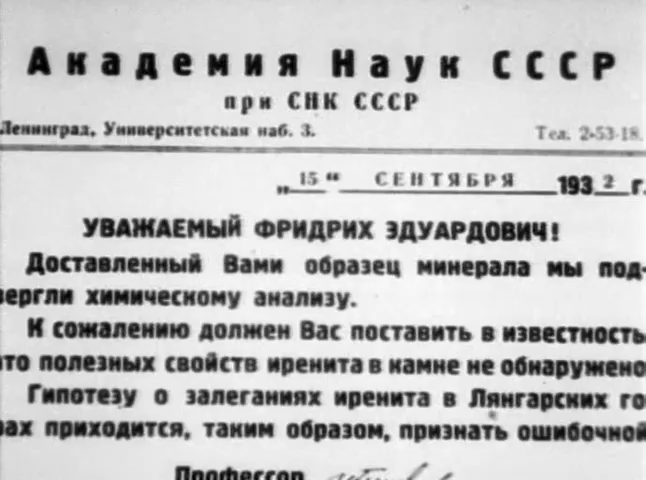 Академия Наук СССР
при СНК СССР
Ленинград, Университетская наб. 3. Тел. 2-53-18.
„15“ СЕНТЯБРЯ 1932 г.
УВАЖАЕМЫЙ ФРИДРИХ ЭДУАРДОВИЧ!
Доставленный Вами образец минерала мы под-
вергли химическому анализу.
К сожалению должен Вас поставить в известность
что полезных свойств иренита в камне не обнаружено
Гипотезу о залеганиях иренита в Лянгарских го
рах приходится, таким образом, признать ошибочной
Профессор